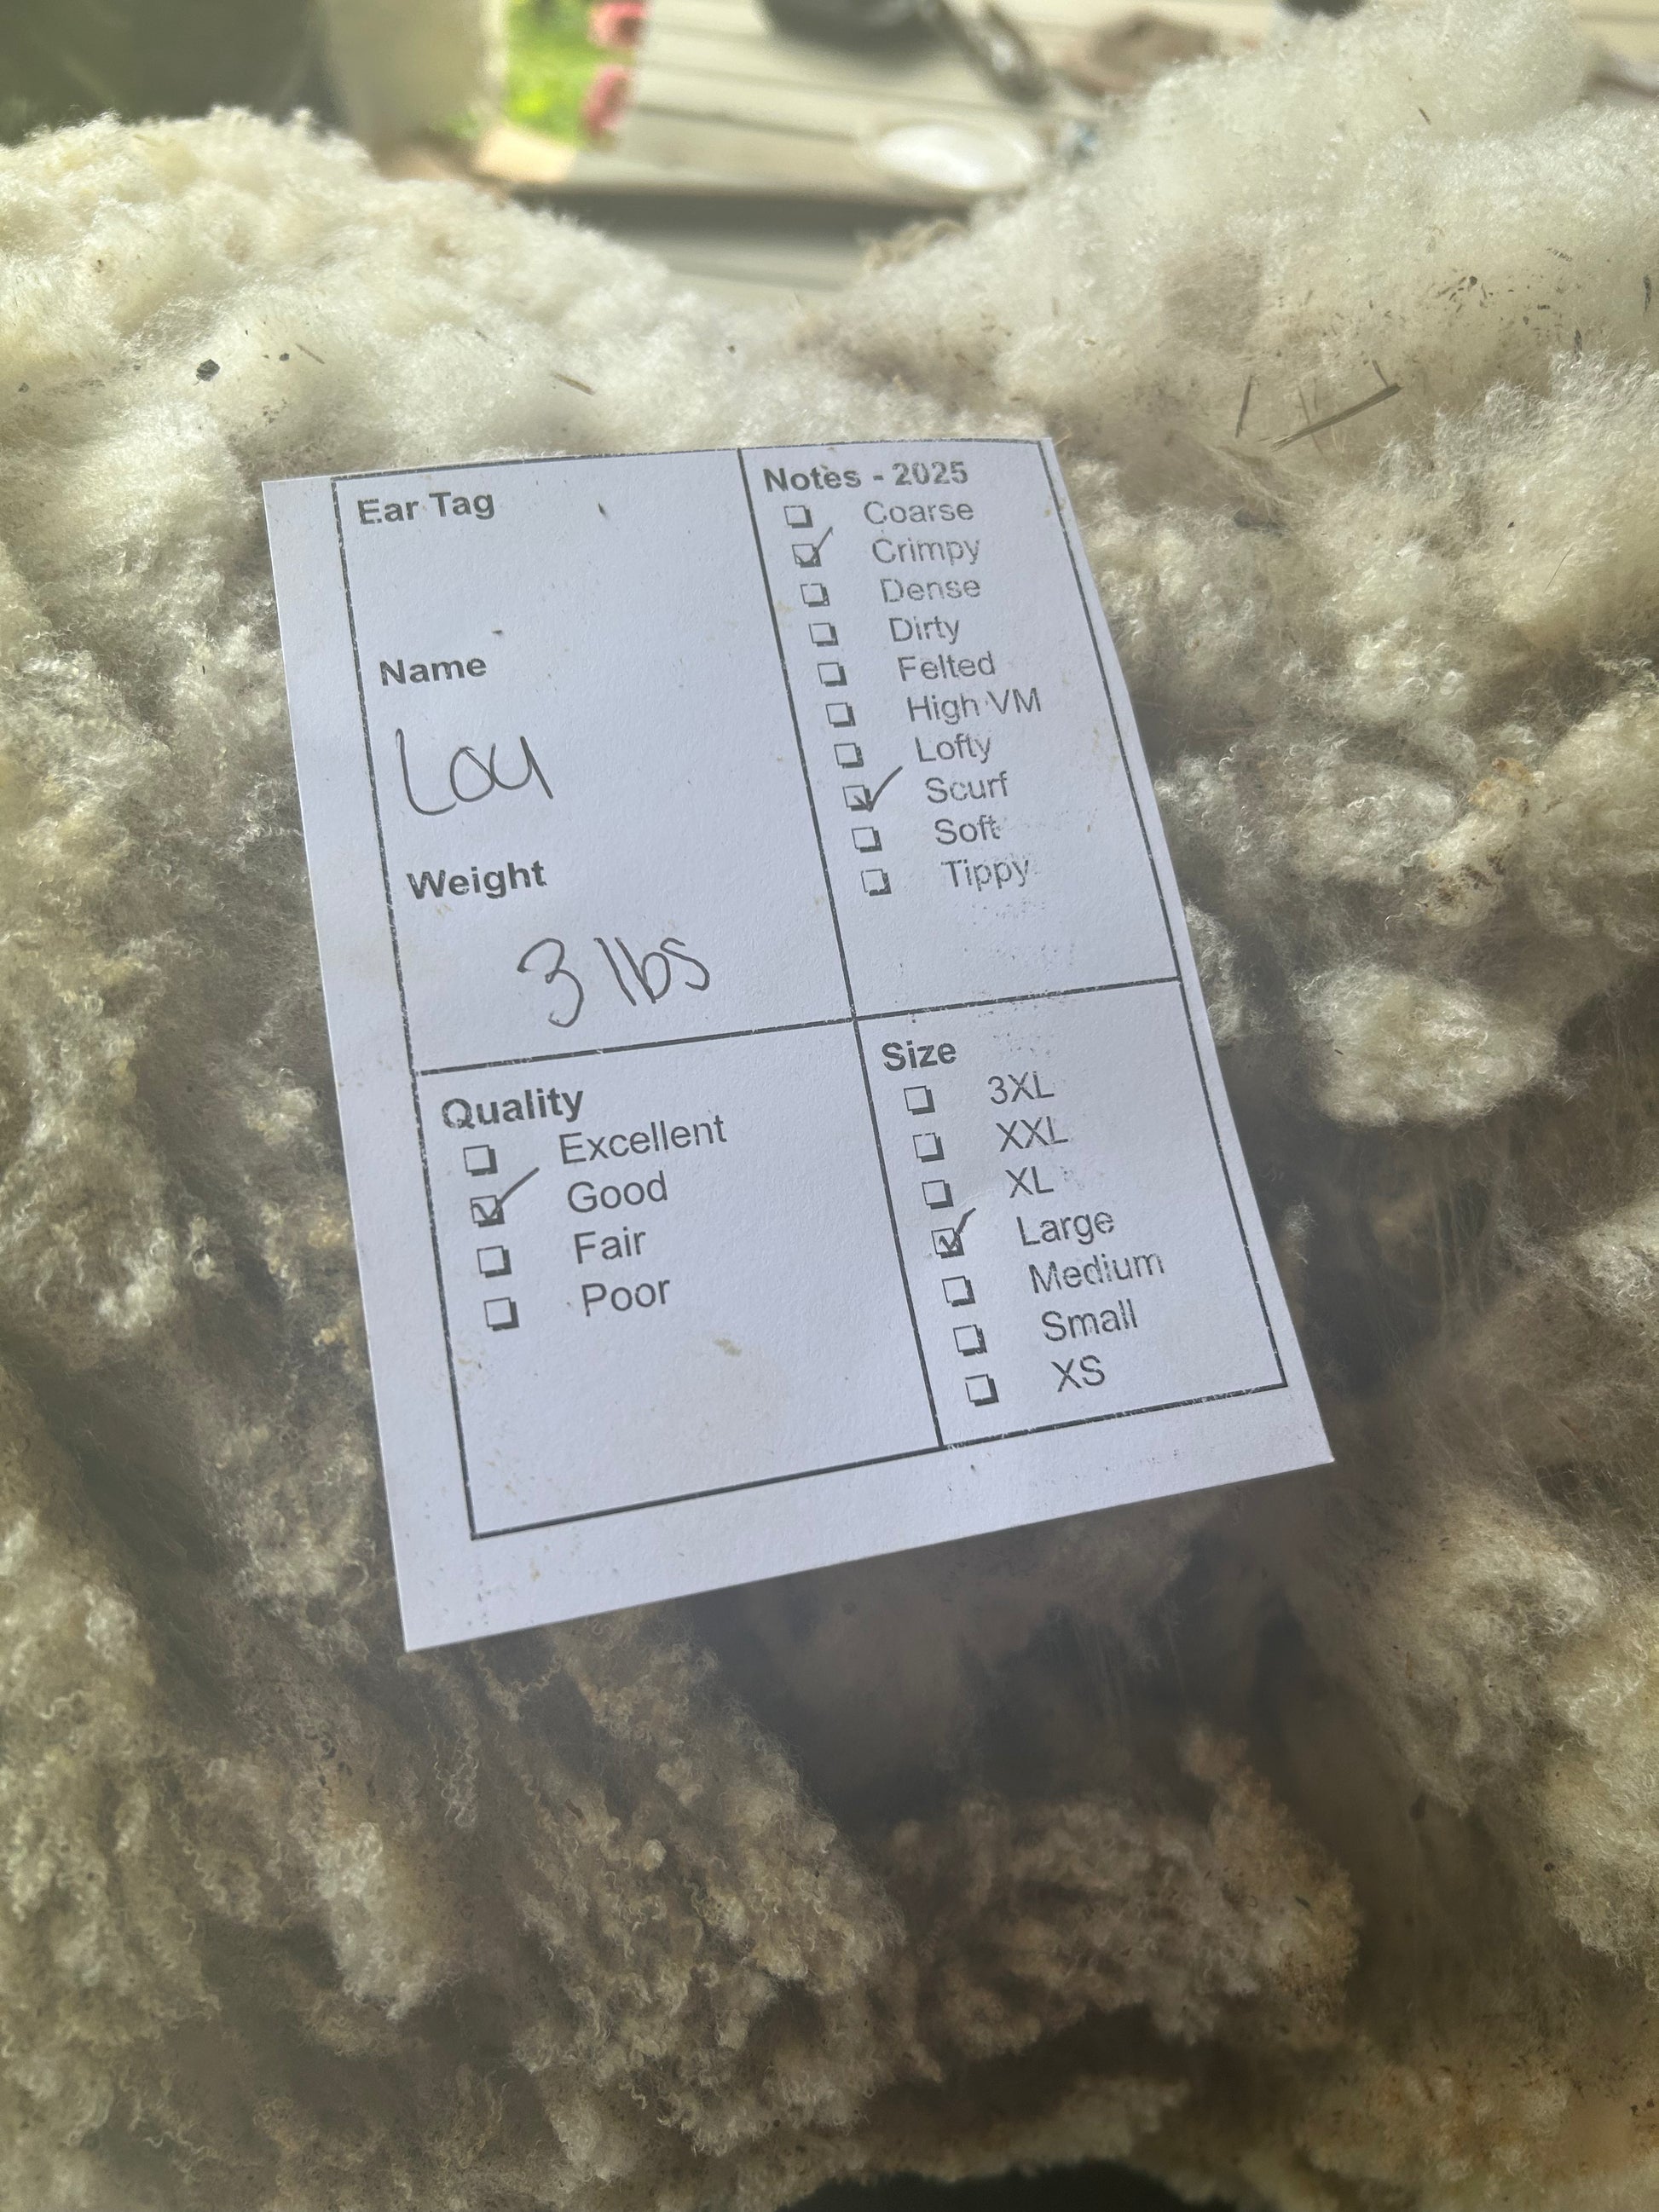 Ear Tag
Name
Lou
Weight
3 lbs
Notes - 2025
Coarse
Crimpy
Dense
Dirty
Felted
High VM
Lofty
Scurf
Soft
Tippy
Quality
Excellent
Good
Fair
Poor
Size
3XL
XXL
XL
Large
Medium
Small
XS